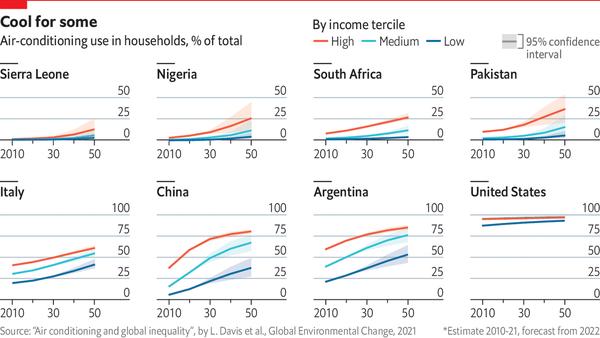 Cool for some
Air-conditioning use in households, % of total
By income tercile
High Medium Low
95% confidence
interval
Sierra Leone
50
25
0
2010 30 50
Nigeria
50
25
0
2010 30 50
South Africa
50
25
0
2010 30 50
Pakistan
50
25
0
2010 30 50
Italy
100
75
50
25
0
2010 30 50
China
100
75
50
25
0
2010 30 50
Argentina
100
75
50
25
0
2010 30 50
United States
100
75
50
25
0
2010 30 50
Source: “Air conditioning and global inequality”, by L. Davis et al., Global Environmental Change, 2021
*Estimate 2010-21, forecast from 2022